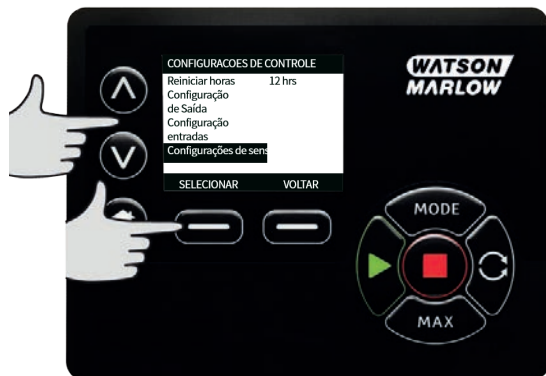 CONFIGURACOES DE CONTROLE
Reiniciar horas 12 hrs
Configuração
de Saída
Configuração
entradas
Configurações de sens
SELECIONAR VOLTAR
WATSON
MARLOW
MODE
MAX